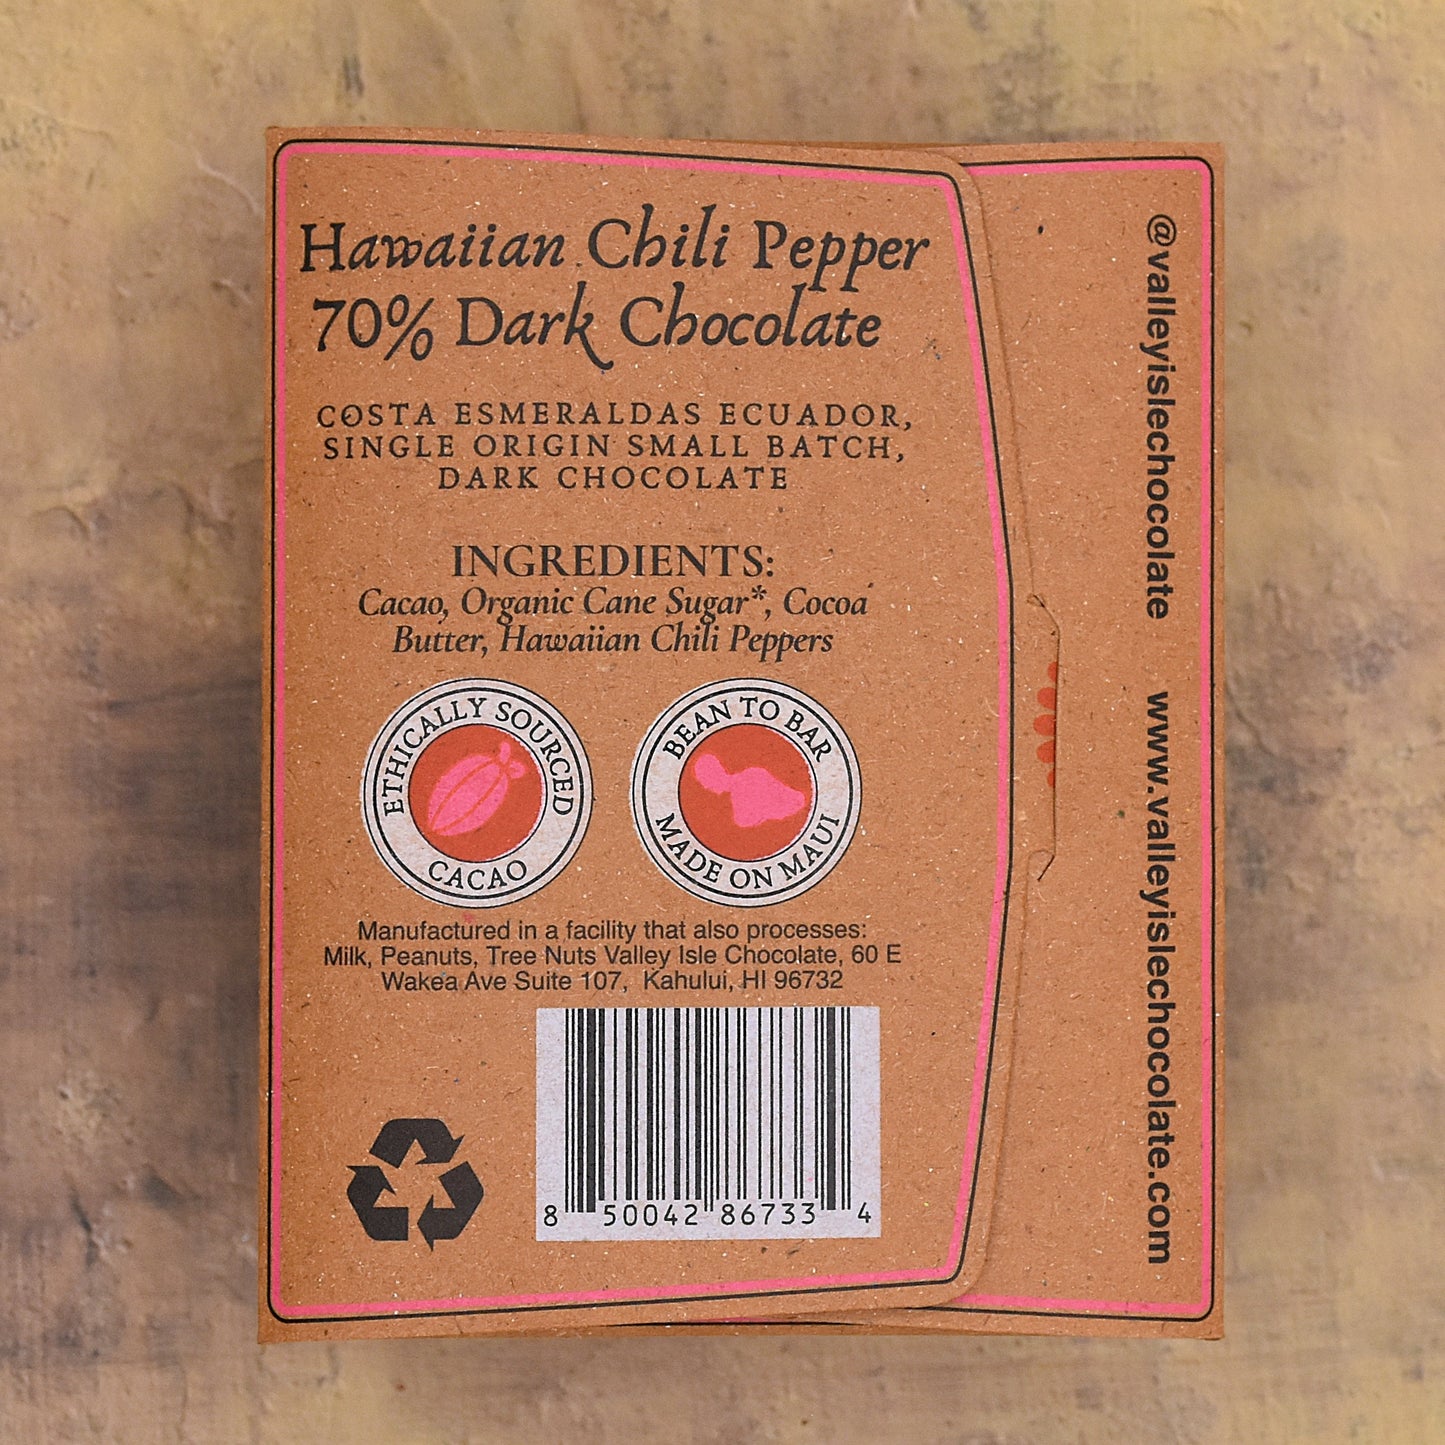 Hawaiian Chili Pepper
70% Dark Chocolate
COSTA ESMERALDAS ECUADOR,
SINGLE ORIGIN SMALL BATCH,
DARK CHOCOLATE
INGREDIENTS:
Cacao, Organic Cane Sugar*, Cocoa
Butter, Hawaiian Chili Peppers
ETHICALLY SOURCED
CACAO
BEAN TO BAR
MADE ON MAUI
Manufactured in a facility that also processes:
Milk, Peanuts, Tree Nuts Valley Isle Chocolate, 60 E
Wakea Ave Suite 107, Kahului, HI 96732
8 50042 86733 4
@valleyislechocolate www.valleyislechocolate.com